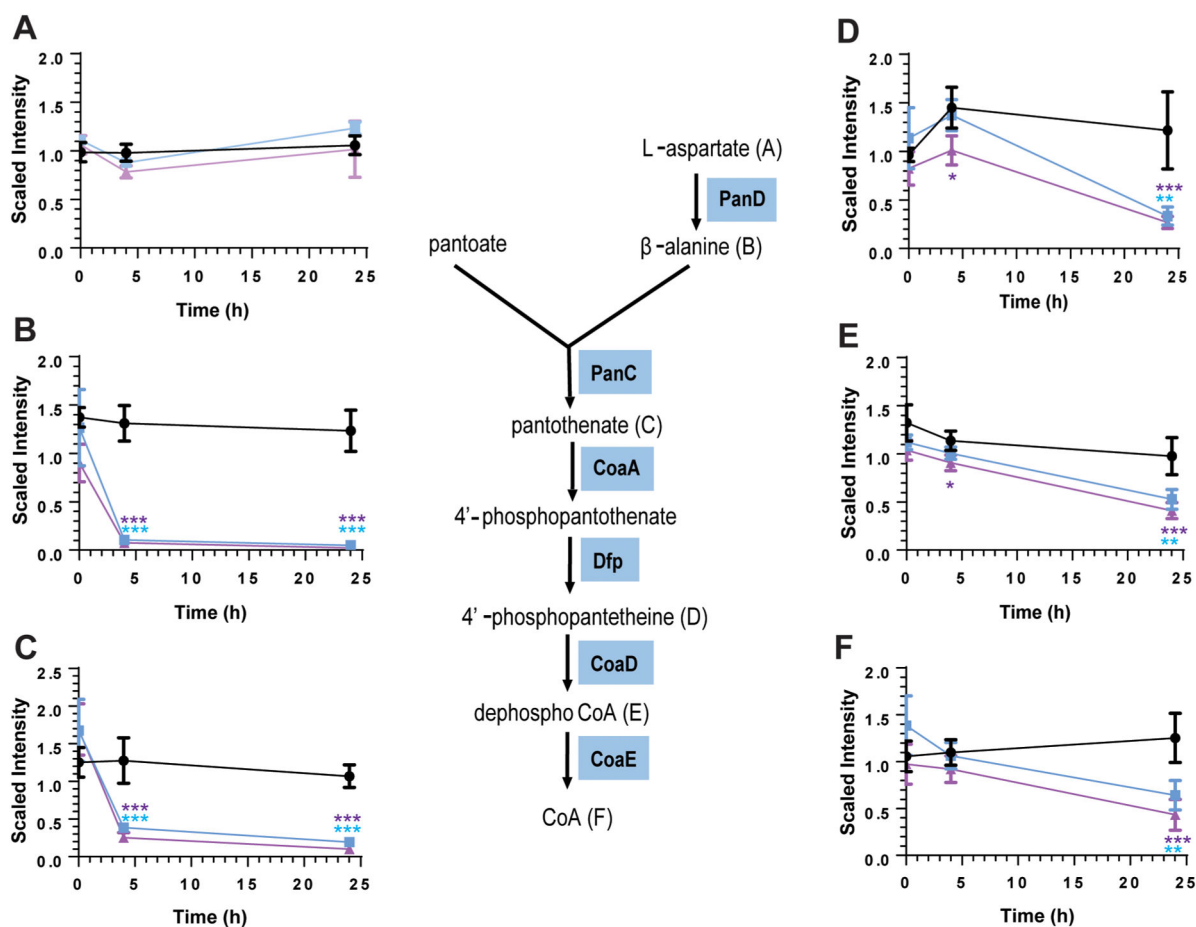 A
2.0
1.5
1.0
0.5
0
0 5 10 15 20 25
Scaled Intensity
Time (h)
B
2.0
1.5
1.0
0.5
0.0
***
***
***
***
0 5 10 15 20 25
Scaled Intensity
Time (h)
C
2.5
2.0
1.5
1.0
0.5
0.0
***
***
***
***
0 5 10 15 20 25
Scaled Intensity
Time (h)
L-aspartate (A)
PanD
pantoate
β-alanine (B)
PanC
pantothenate (C)
CoaA
4'-phosphopantothenate
Dfp
4'-phosphopantetheine (D)
CoaD
dephospho CoA (E)
CoaE
CoA (F)
D
2.0
1.5
1.0
0.5
0.0
*
***
**
0 5 10 15 20 25
Scaled Intensity
Time (h)
E
2.0
1.5
1.0
0.5
0.0
*
***
**
0 5 10 15 20 25
Scaled Intensity
Time (h)
F
2.0
1.5
1.0
0.5
0.0
***
**
0 5 10 15 20 25
Scaled Intensity
Time (h)